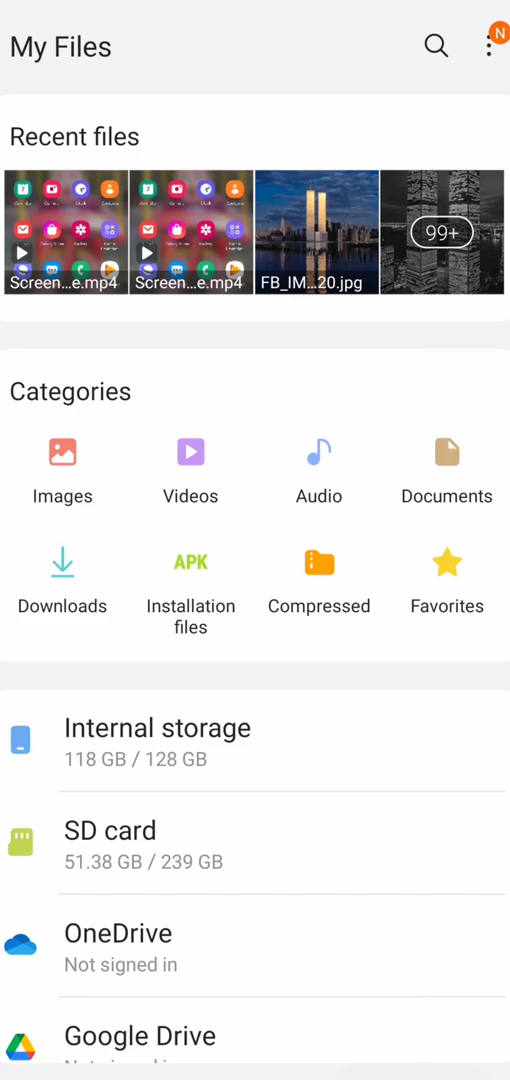 My Files
N
Recent files
Screen...e.mp4
Screen...e.mp4
FB_IM...20.jpg
99+
Categories
Images
Videos
Audio
Documents
Downloads
APK
Installation
files
Compressed
Favorites
Internal storage
118 GB / 128 GB
SD card
51.38 GB / 239 GB
OneDrive
Not signed in
Google Drive